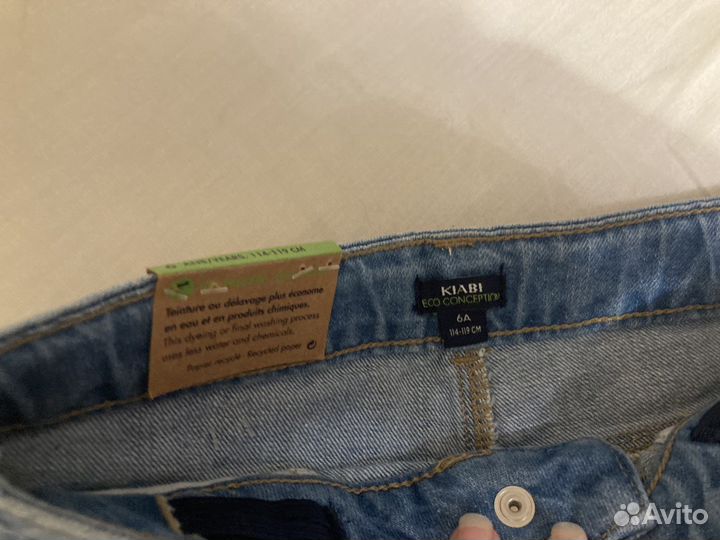 6 ANS/YEARS. 114-119 CM
Teinture ou délavage plus économe
en eau et en produits chimiques.
This dyeing or final washing process
uses less water and chemicals.
Papier recyclé - Recycled paper
KIABI
ECO CONCEPTION
6A
114-119 CM
Avito